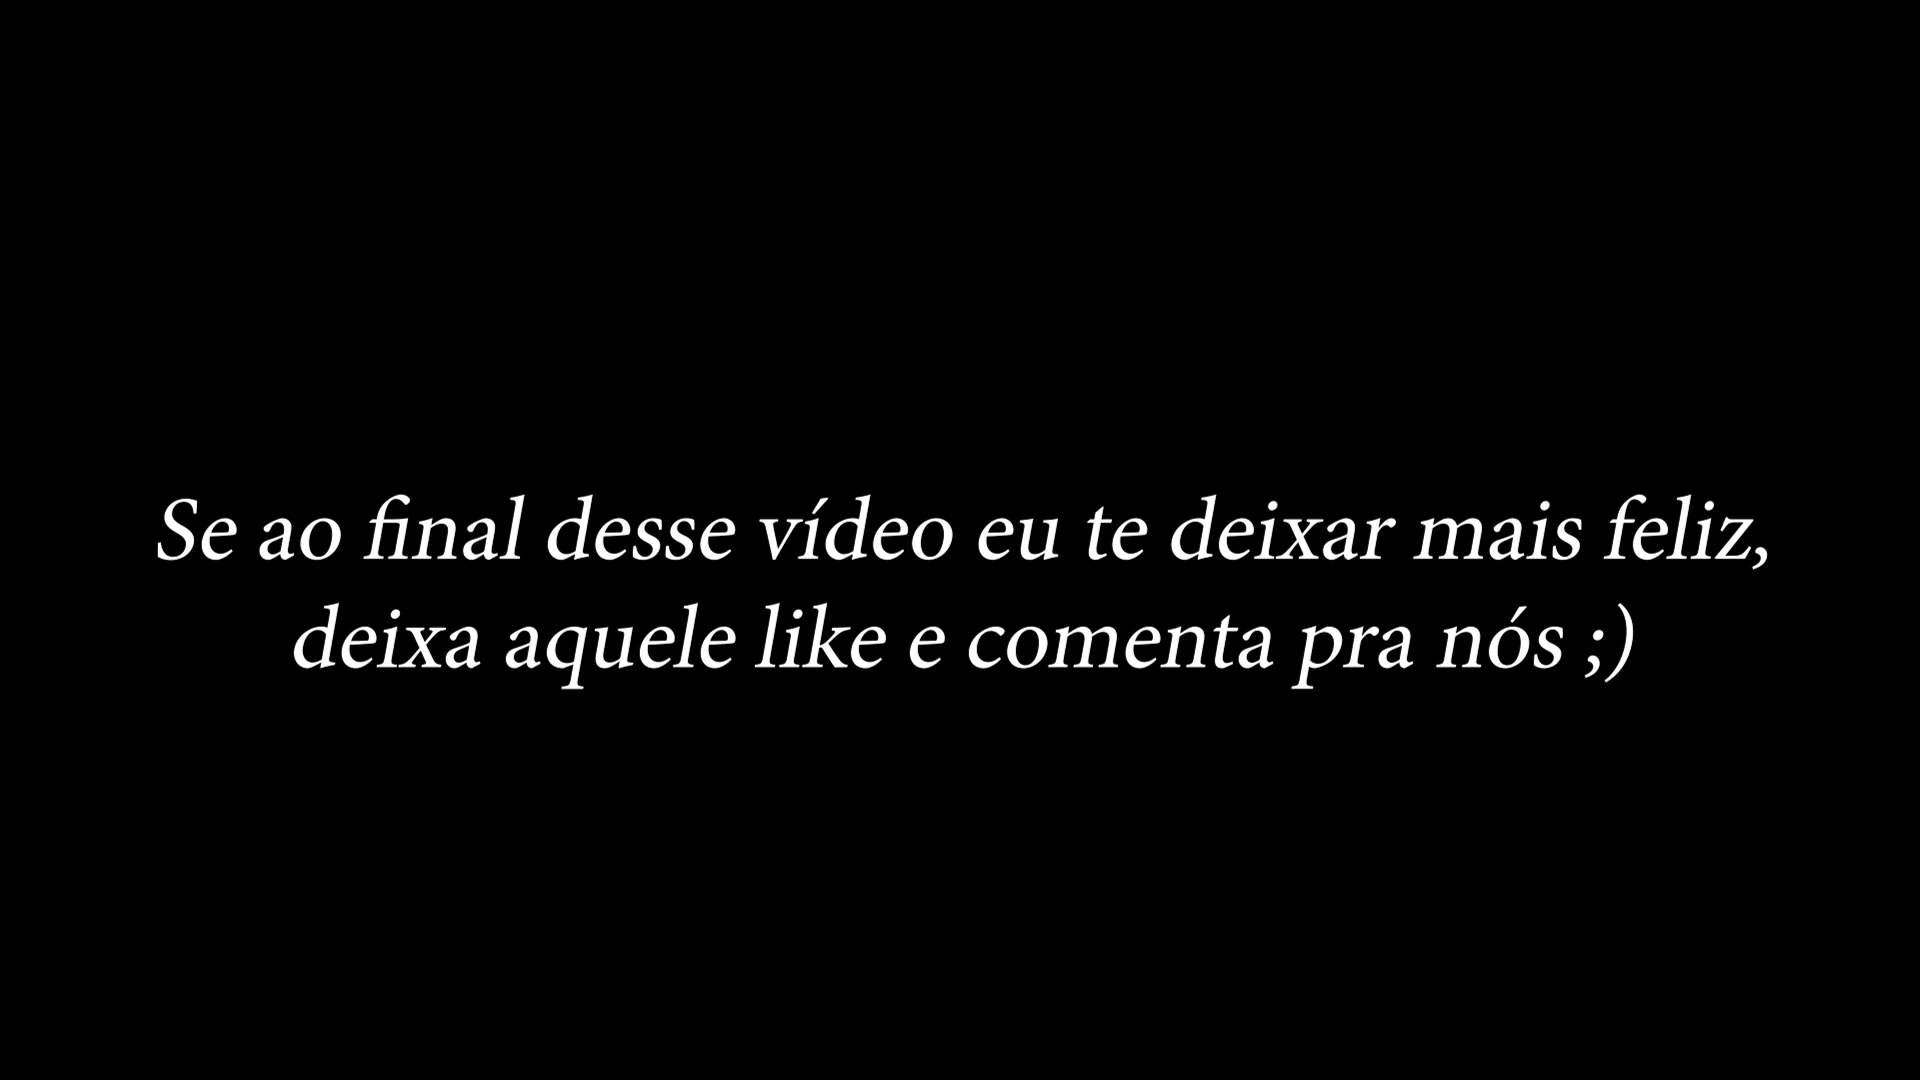 Se ao final desse vídeo eu te deixar mais feliz,
deixa aquele like e comenta pra nós ;)